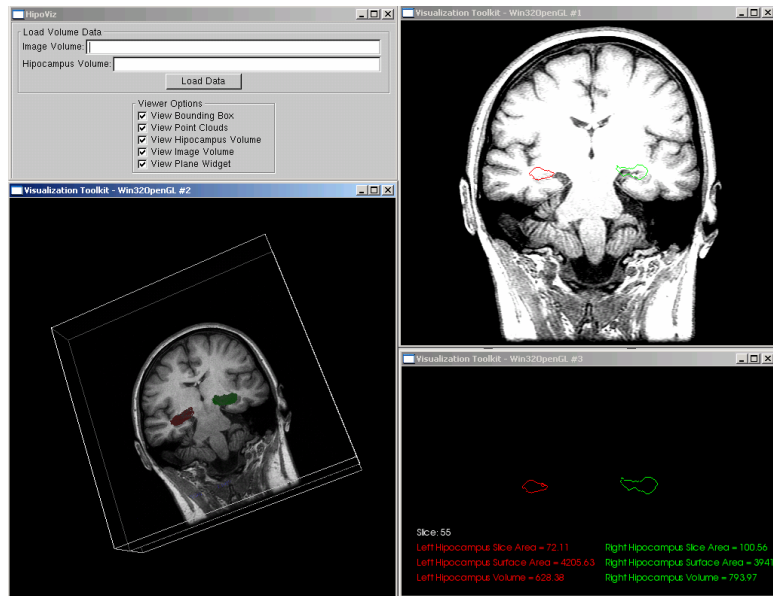 HipoViz
Load Volume Data
Image Volume:
Hipocampus Volume:
Load Data
Viewer Options
View Bounding Box
View Point Clouds
View Hipocampus Volume
View Image Volume
View Plane Widget
Visualization Toolkit - Win32OpenGL #1
Visualization Toolkit - Win32OpenGL #2
Visualization Toolkit - Win32OpenGL #3
Slice: 55
Left Hipocampus Slice Area = 72.11
Right Hipocampus Slice Area = 100.56
Left Hipocampus Surface Area = 4205.63
Right Hipocampus Surface Area = 3941
Left Hipocampus Volume = 628.38
Right Hipocampus Volume = 793.97